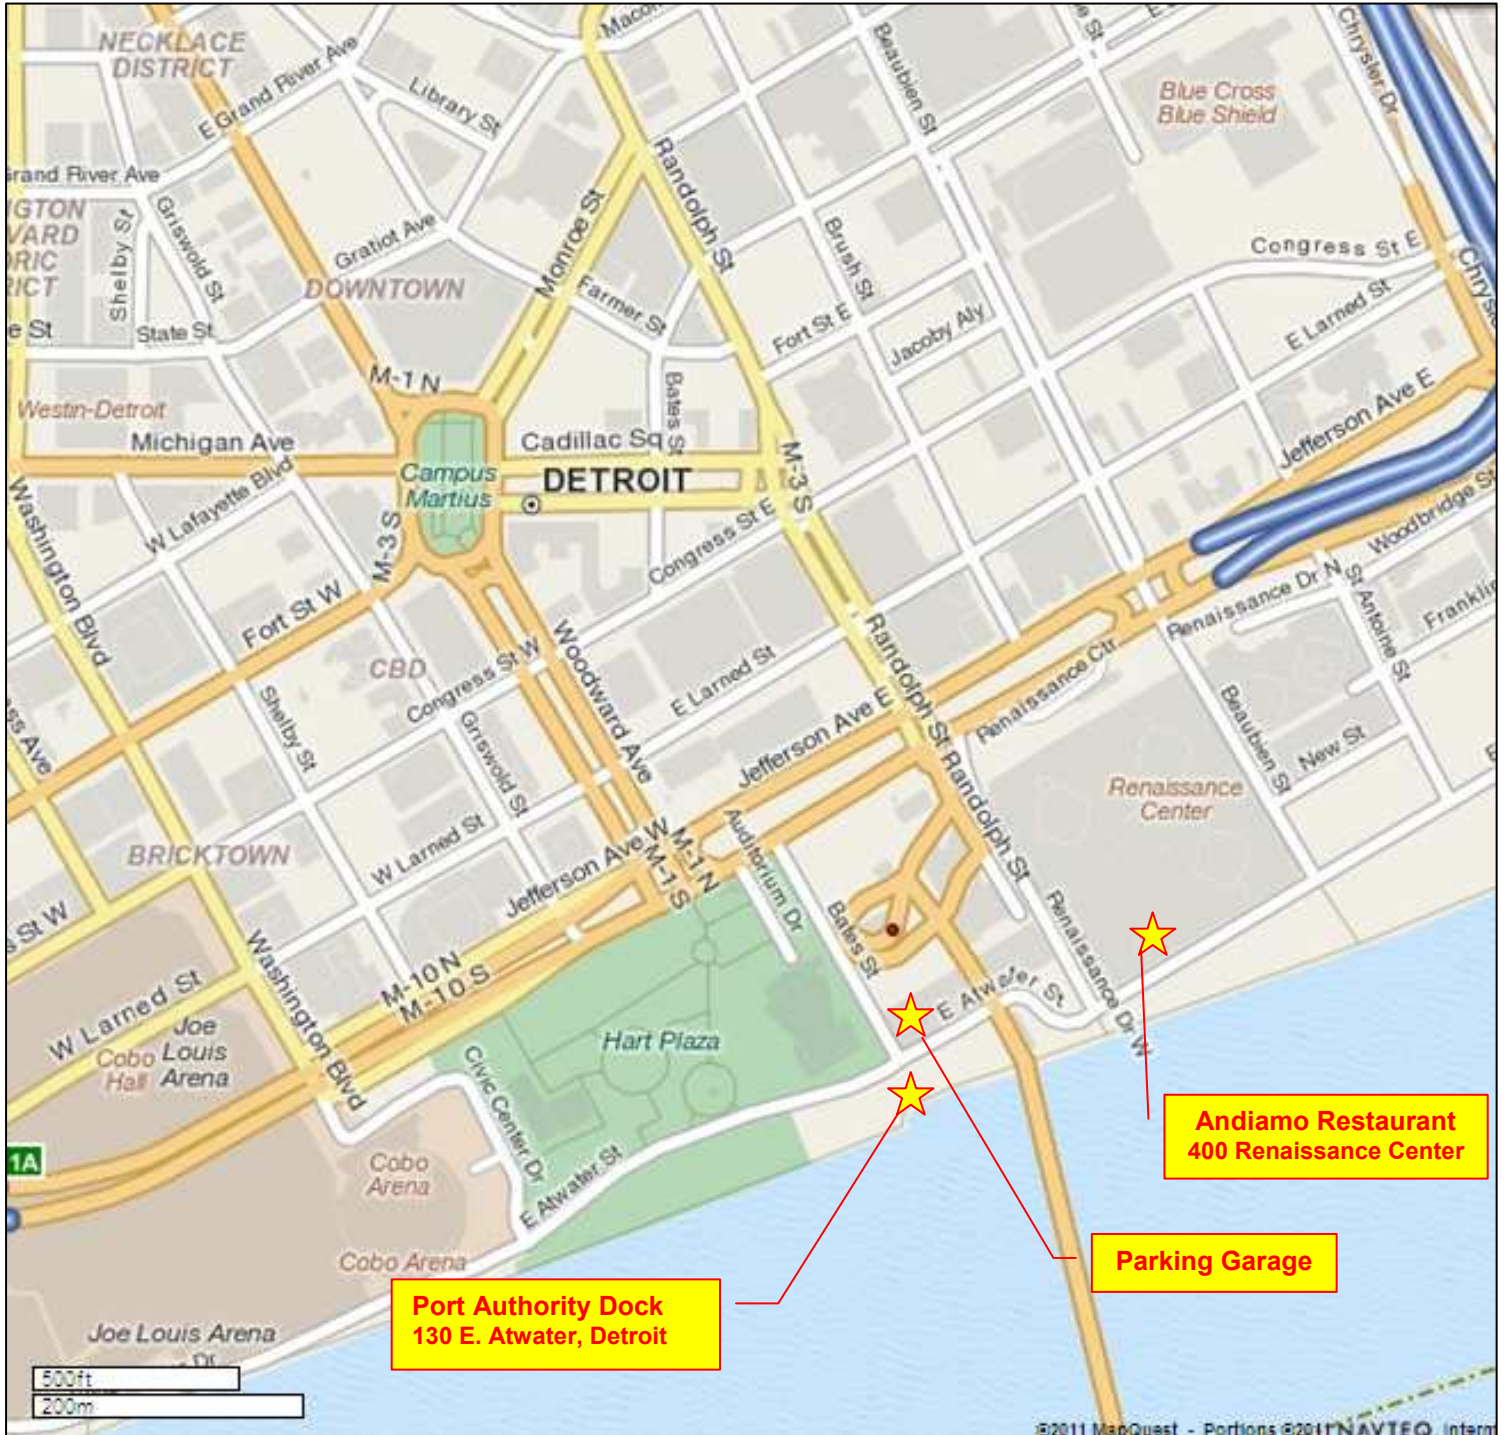 NECKLACE
DISTRICT
E Grand River Ave
Library St
Beaubien St
Chrysler Dr
Blue Cross
Blue Shield
Grand River Ave
Griswold St
Shelby St
State St
Gratiot Ave
Monroe St
Randolph St
Brush St
Congress St E
DOWNTOWN
Farmer St
Fort St E
Jacoby Aly
E Larned St
M-1 N
Bates St
Westin-Detroit
Michigan Ave
Cadillac Sq
Jefferson Ave E
Campus
Martius
DETROIT
M-3 S
W Lafayette Blvd
M-3 S
Washington Blvd
Congress St E
Woodbridge St
Renaissance Dr N
St Antoine St
Fort St W
CBD
Congress St W
Woodward Ave
E Larned St
Randolph St
Renaissance Ctr
Shelby St
Griswold St
Jefferson Ave E
Randolph St
Beaubien St
New St
Renaissance
Center
BRICKTOWN
W Larned St
Jefferson Ave W
M-1 N
M-1 S
Auditorium Dr
Bates St
Renaissance Dr W
Washington Blvd
M-10 N
M-10 S
W Larned St
Joe
Louis
Arena
Cobo
Hall
Hart Plaza
E Atwater St
Civic Center Dr
Cobo
Arena
E Atwater St
1A
Cobo Arena
Joe Louis Arena
Dr
Andiamo Restaurant
400 Renaissance Center
Parking Garage
Port Authority Dock
130 E. Atwater, Detroit
500ft
200m
©2011 MapQuest - Portions ©2011 NAVTEQ, Interm